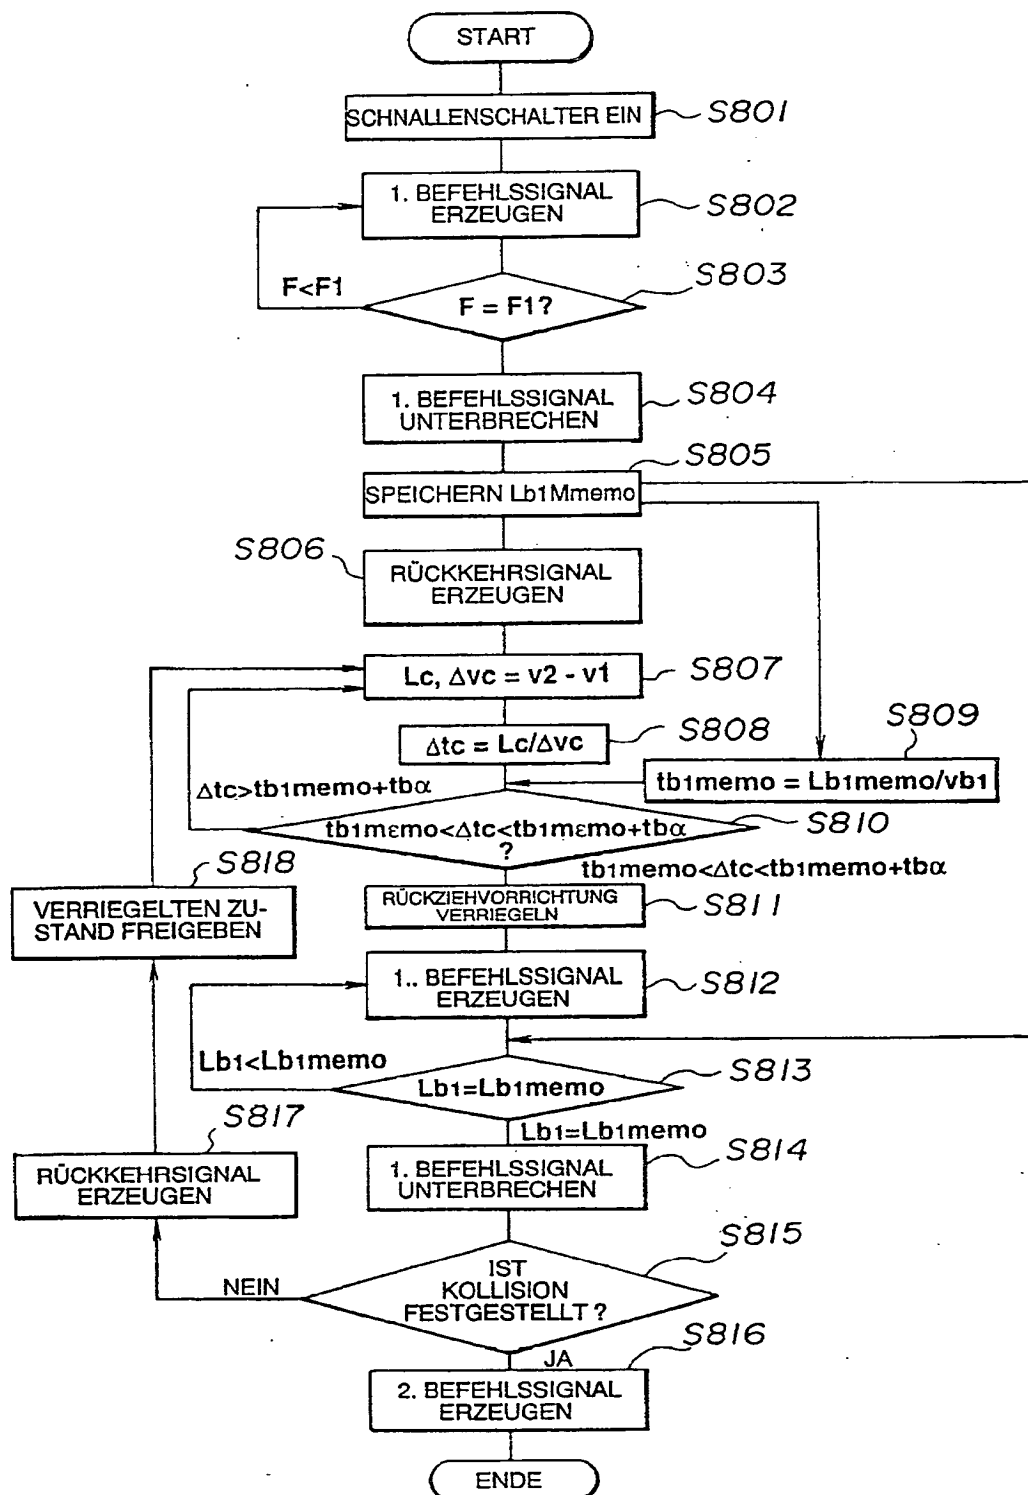 START
SCHNALLENSCHALTER EIN
S801
1. BEFEHLSSIGNAL
ERZEUGEN
S802
F<F1
F = F1?
S803
1. BEFEHLSSIGNAL
UNTERBRECHEN
S804
SPEICHERN Lb1Mmemo
S805
S806
RÜCKKEHRSIGNAL
ERZEUGEN
Lc, Δvc = v2 - v1
S807
Δtc = Lc/Δvc
S808
S809
tb1memo = Lb1memo/vb1
Δtc>tb1memo+tbα
tb1mεmo<Δtc<tb1mεmo+tbα
?
S810
tb1memo<Δtc<tb1memo+tbα
S818
VERRIEGELTEN ZU-
STAND FREIGEBEN
RÜCKZIEHVORRICHTUNG
VERRIEGELN
S811
1.. BEFEHLSSIGNAL
ERZEUGEN
S812
Lb1<Lb1memo
Lb1=Lb1memo
S813
Lb1=Lb1memo
S817
RÜCKKEHRSIGNAL
ERZEUGEN
1. BEFEHLSSIGNAL
UNTERBRECHEN
S814
NEIN
IST
KOLLISION
FESTGESTELLT ?
S815
JA
S816
2. BEFEHLSSIGNAL
ERZEUGEN
ENDE